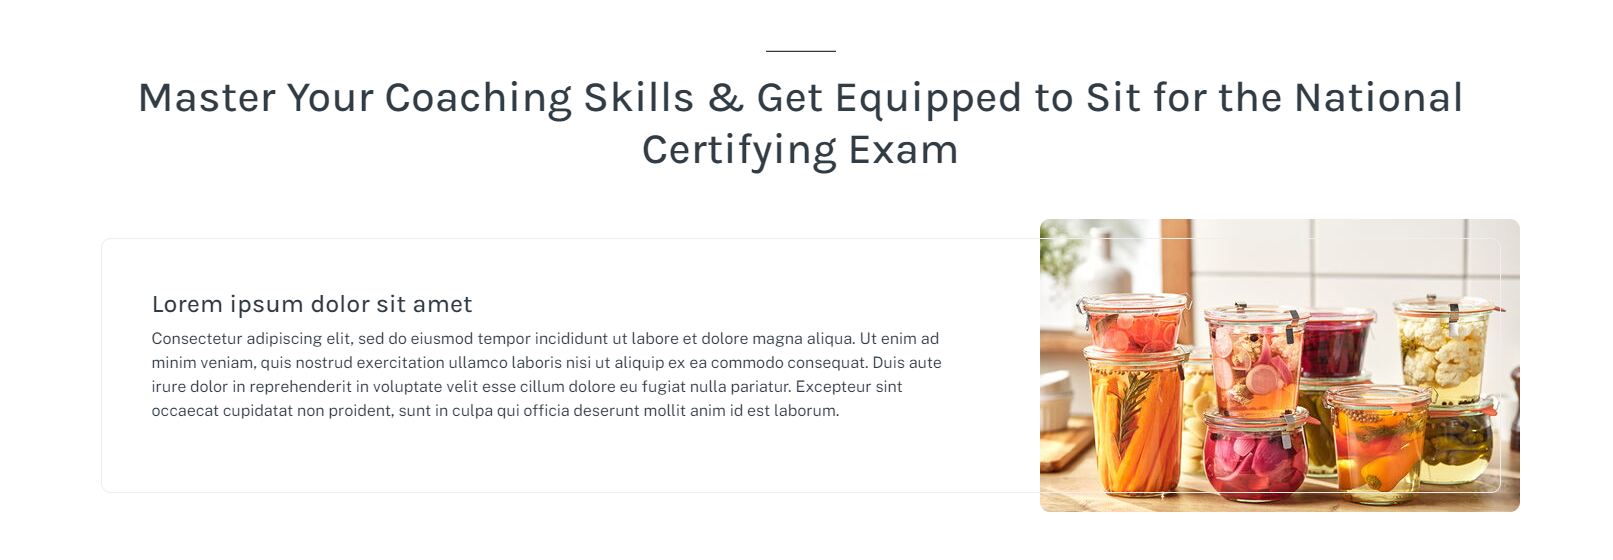 Master Your Coaching Skills & Get Equipped to Sit for the National
Certifying Exam
Lorem ipsum dolor sit amet
Consectetur adipiscing elit, sed do eiusmod tempor incididunt ut labore et dolore magna aliqua. Ut enim ad
minim veniam, quis nostrud exercitation ullamco laboris nisi ut aliquip ex ea commodo consequat. Duis aute
irure dolor in reprehenderit in voluptate velit esse cillum dolore eu fugiat nulla pariatur. Excepteur sint
occaecat cupidatat non proident, sunt in culpa qui officia deserunt mollit anim id est laborum.